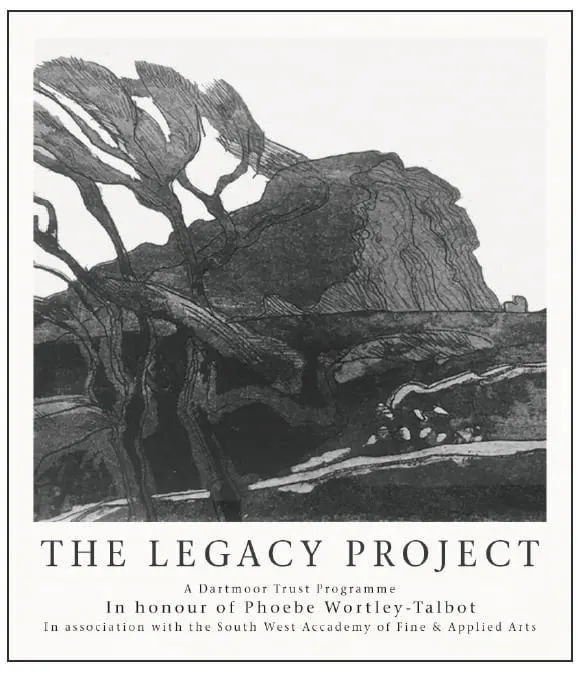 THE LEGACY PROJECT
A Dartmoor Trust Programme
In honour of Phoebe Wortley-Talbot
In association with the South West Accademy of Fine & Applied Arts